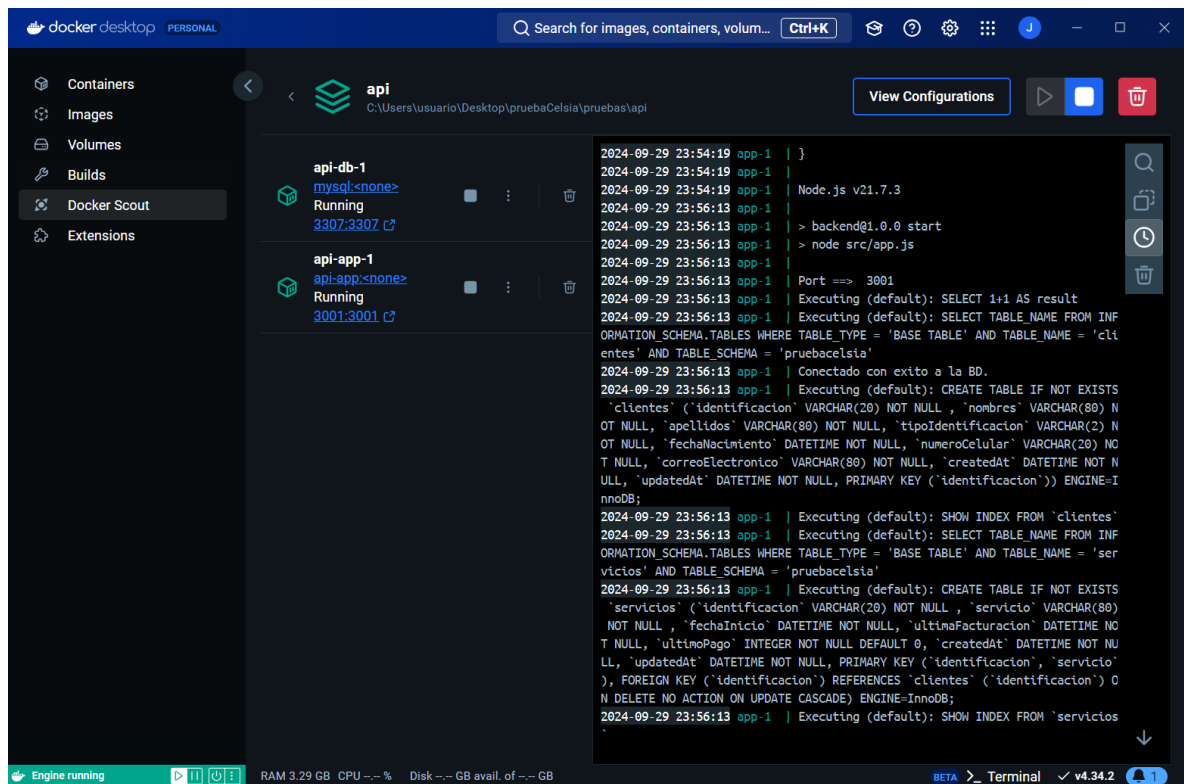 docker desktop PERSONAL
Search for images, containers, volum... Ctrl+K
J
Containers
Images
Volumes
Builds
Docker Scout
Extensions
api
C:\Users\usuario\Desktop\pruebaCelsia\pruebas\api
View Configurations
api-db-1
mysql:<none>
Running
3307:3307
api-app-1
api-app:<none>
Running
3001:3001
2024-09-29 23:54:19 app-1 | }
2024-09-29 23:54:19 app-1 |
2024-09-29 23:54:19 app-1 | Node.js v21.7.3
2024-09-29 23:56:13 app-1 |
2024-09-29 23:56:13 app-1 | > backend@1.0.0 start
2024-09-29 23:56:13 app-1 | > node src/app.js
2024-09-29 23:56:13 app-1 |
2024-09-29 23:56:13 app-1 | Port ==> 3001
2024-09-29 23:56:13 app-1 | Executing (default): SELECT 1+1 AS result
2024-09-29 23:56:13 app-1 | Executing (default): SELECT TABLE_NAME FROM INF
ORMATION_SCHEMA.TABLES WHERE TABLE_TYPE = 'BASE TABLE' AND TABLE_NAME = 'cli
entes' AND TABLE_SCHEMA = 'pruebacelsia'
2024-09-29 23:56:13 app-1 | Conectado con exito a la BD.
2024-09-29 23:56:13 app-1 | Executing (default): CREATE TABLE IF NOT EXISTS
`clientes` (`identificacion` VARCHAR(20) NOT NULL , `nombres` VARCHAR(80) N
OT NULL, `apellidos` VARCHAR(80) NOT NULL, `tipoIdentificacion` VARCHAR(2) N
OT NULL, `fechaNacimiento` DATETIME NOT NULL, `numeroCelular` VARCHAR(20) NO
T NULL, `correoElectronico` VARCHAR(80) NOT NULL, `createdAt` DATETIME NOT N
ULL, `updatedAt` DATETIME NOT NULL, PRIMARY KEY (`identificacion`)) ENGINE=I
nnoDB;
2024-09-29 23:56:13 app-1 | Executing (default): SHOW INDEX FROM `clientes`
2024-09-29 23:56:13 app-1 | Executing (default): SELECT TABLE_NAME FROM INF
ORMATION_SCHEMA.TABLES WHERE TABLE_TYPE = 'BASE TABLE' AND TABLE_NAME = 'ser
vicios' AND TABLE_SCHEMA = 'pruebacelsia'
2024-09-29 23:56:13 app-1 | Executing (default): CREATE TABLE IF NOT EXISTS
`servicios` (`identificacion` VARCHAR(20) NOT NULL , `servicio` VARCHAR(80)
NOT NULL , `fechaInicio` DATETIME NOT NULL, `ultimaFacturacion` DATETIME NO
T NULL, `ultimoPago` INTEGER NOT NULL DEFAULT 0, `createdAt` DATETIME NOT NU
LL, `updatedAt` DATETIME NOT NULL, PRIMARY KEY (`identificacion`, `servicio`
), FOREIGN KEY (`identificacion`) REFERENCES `clientes` (`identificacion`) O
N DELETE NO ACTION ON UPDATE CASCADE) ENGINE=InnoDB;
2024-09-29 23:56:13 app-1 | Executing (default): SHOW INDEX FROM `servicios
`
Engine running
RAM 3.29 GB CPU --.-- % Disk --.-- GB avail. of --.-- GB
BETA >_ Terminal v4.34.2 1